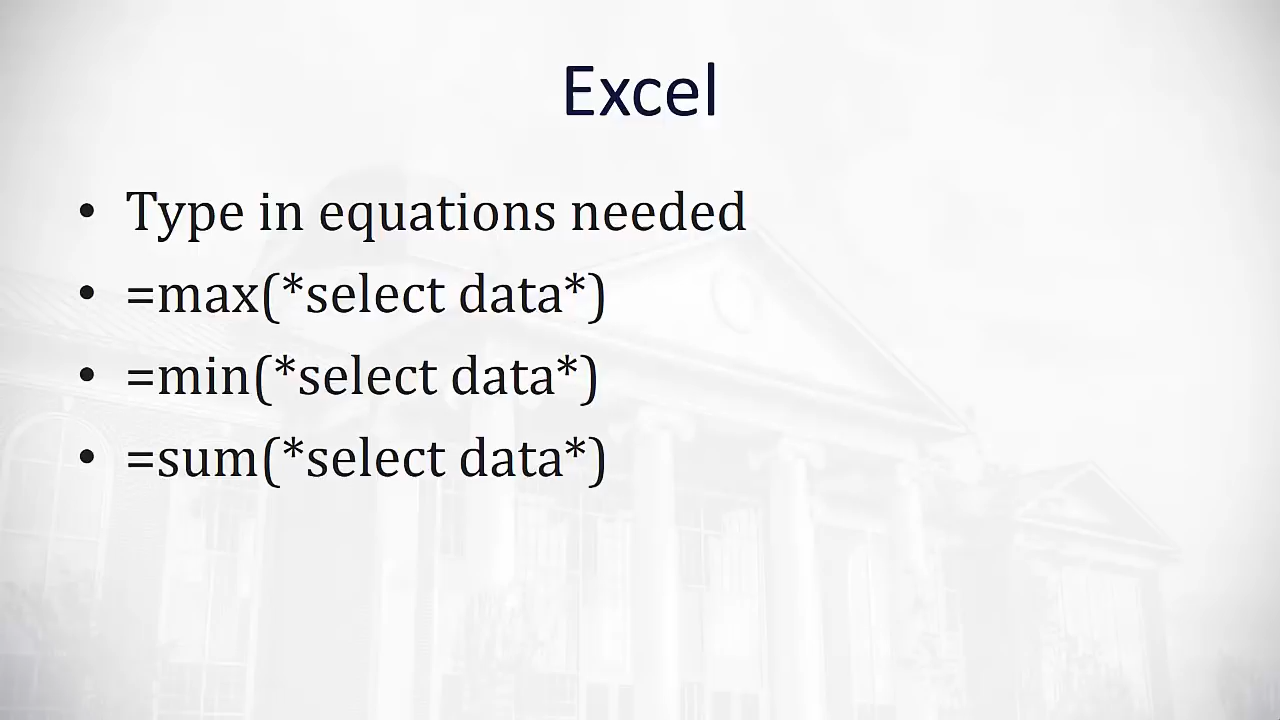 Excel
• Type in equations needed
• =max(*select data*)
• =min(*select data*)
• =sum(*select data*)